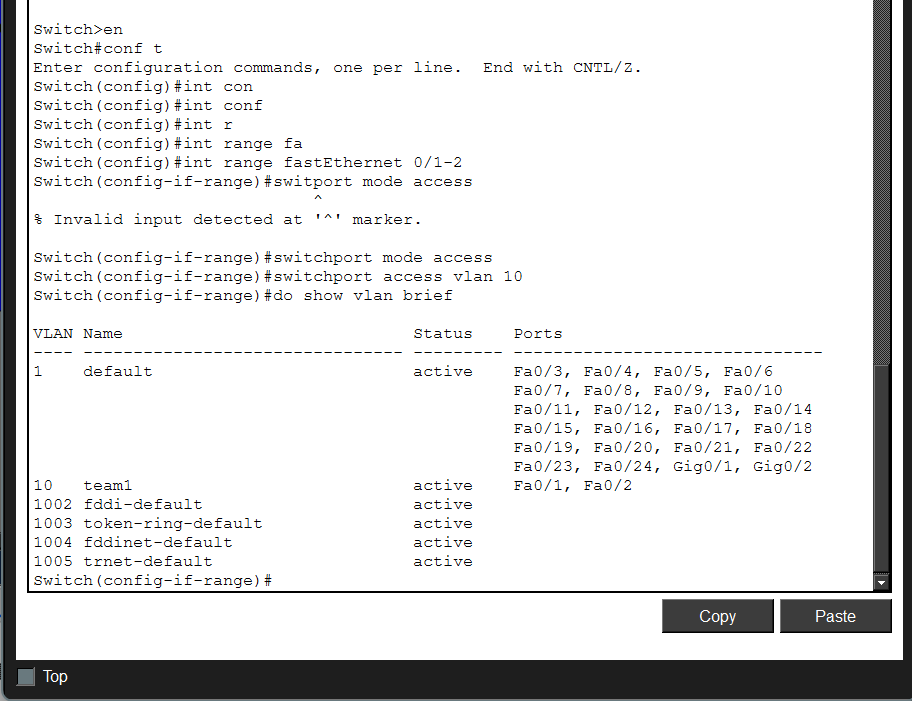 Switch>en
Switch#conf t
Enter configuration commands, one per line.  End with CNTL/Z.
Switch(config)#int con
Switch(config)#int conf
Switch(config)#int r
Switch(config)#int range fa
Switch(config)#int range fastEthernet 0/1-2
Switch(config-if-range)#switport mode access
                            ^
% Invalid input detected at '^' marker.

Switch(config-if-range)#switchport mode access
Switch(config-if-range)#switchport access vlan 10
Switch(config-if-range)#do show vlan brief

VLAN Name                             Status    Ports
---- -------------------------------- --------- -------------------------------
1    default                          active    Fa0/3, Fa0/4, Fa0/5, Fa0/6
                                                Fa0/7, Fa0/8, Fa0/9, Fa0/10
                                                Fa0/11, Fa0/12, Fa0/13, Fa0/14
                                                Fa0/15, Fa0/16, Fa0/17, Fa0/18
                                                Fa0/19, Fa0/20, Fa0/21, Fa0/22
                                                Fa0/23, Fa0/24, Gig0/1, Gig0/2
10   team1                            active    Fa0/1, Fa0/2
1002 fddi-default                     active
1003 token-ring-default               active
1004 fddinet-default                  active
1005 trnet-default                    active
Switch(config-if-range)#
Copy Paste
Top